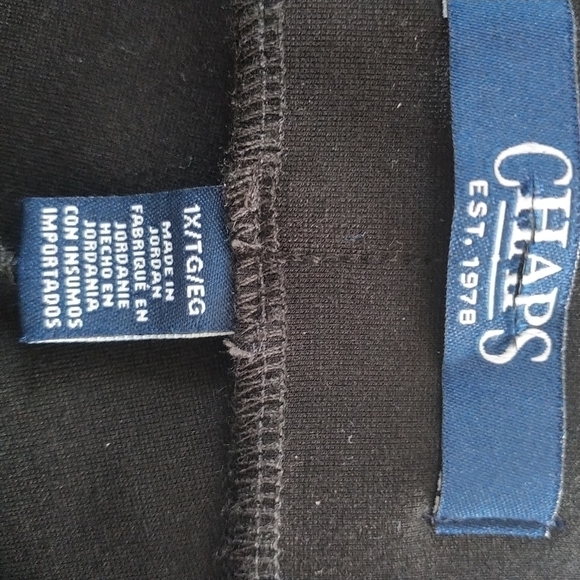 CHAPS
EST. 1978
1X/TG/EG
MADE IN
JORDAN
FABRIQUÉ EN
JORDANIE
HECHO EN
JORDANIA
CON INSUMOS
IMPORTADOS